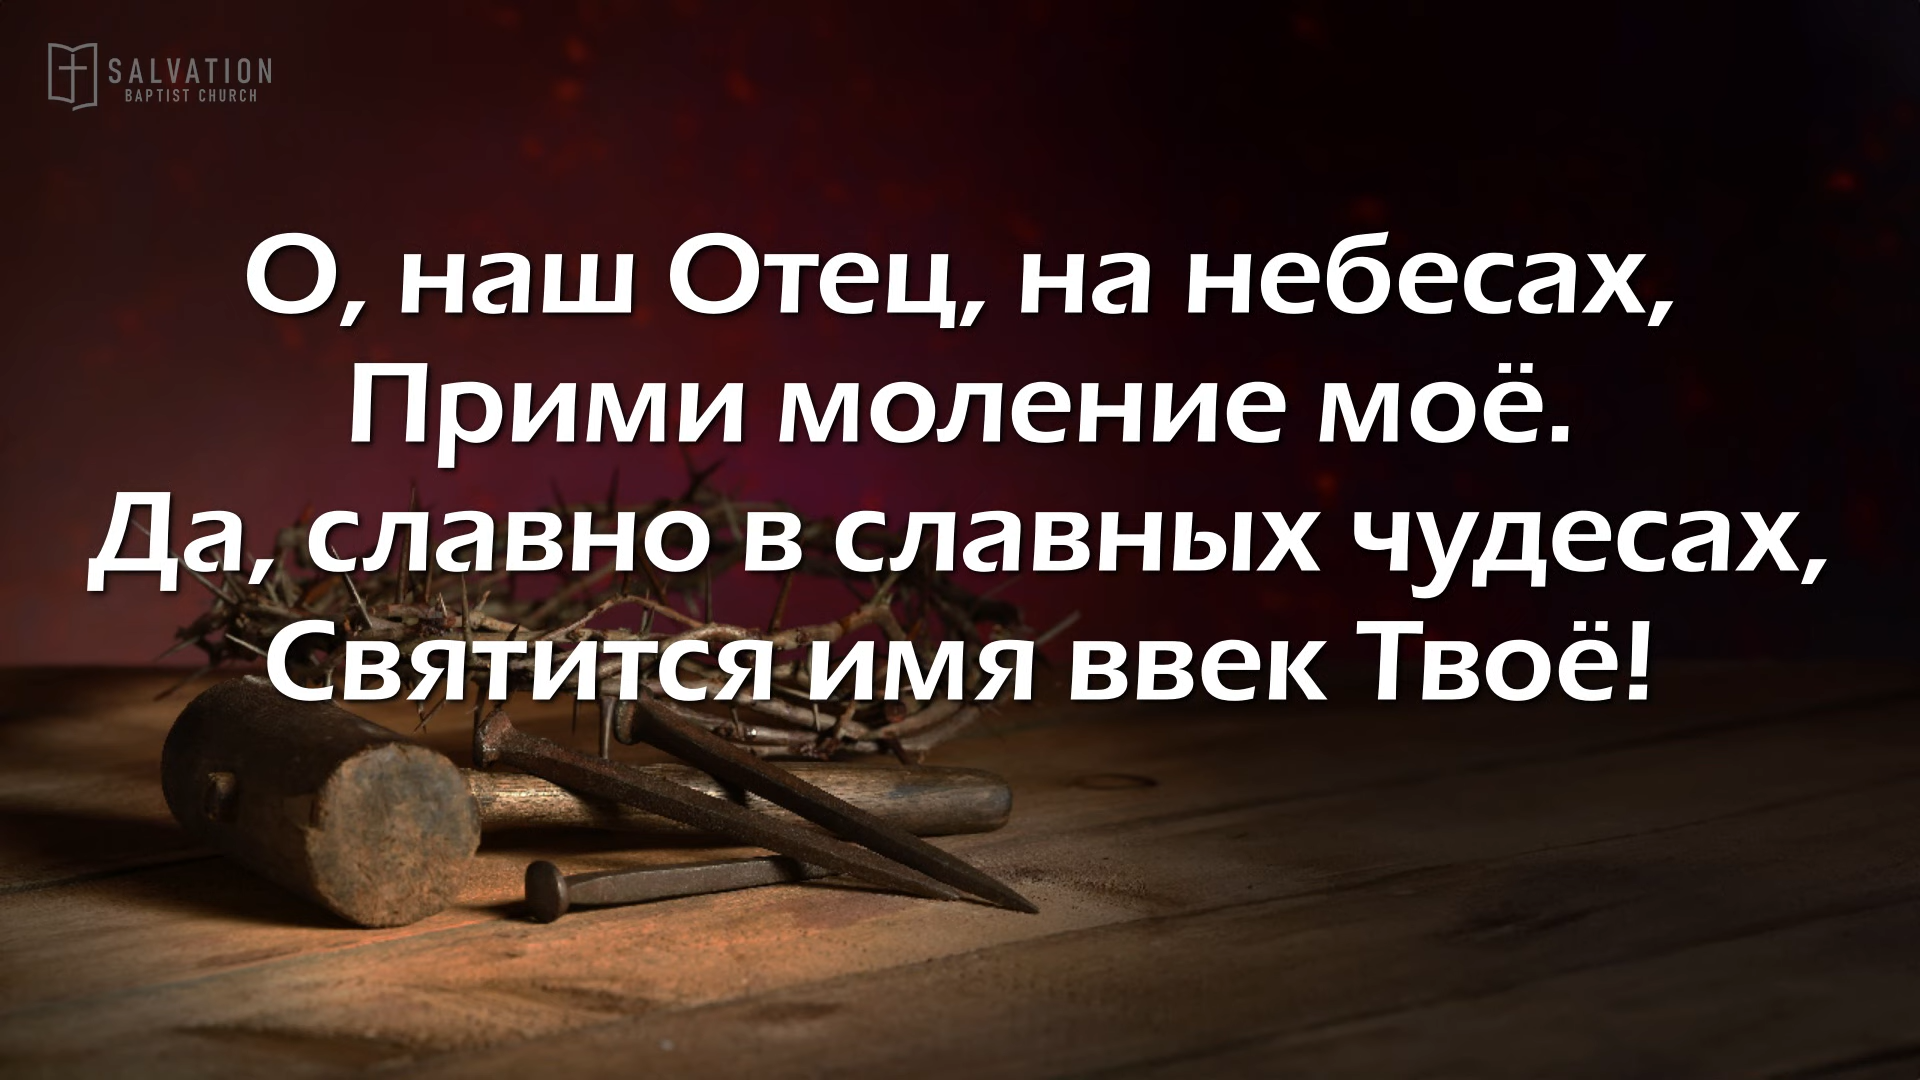 SALVATION
BAPTIST CHURCH
О, наш Отец, на небесах,
Прими моление моё.
Да, славно в славных чудесах,
Святится имя ввек Твоё!